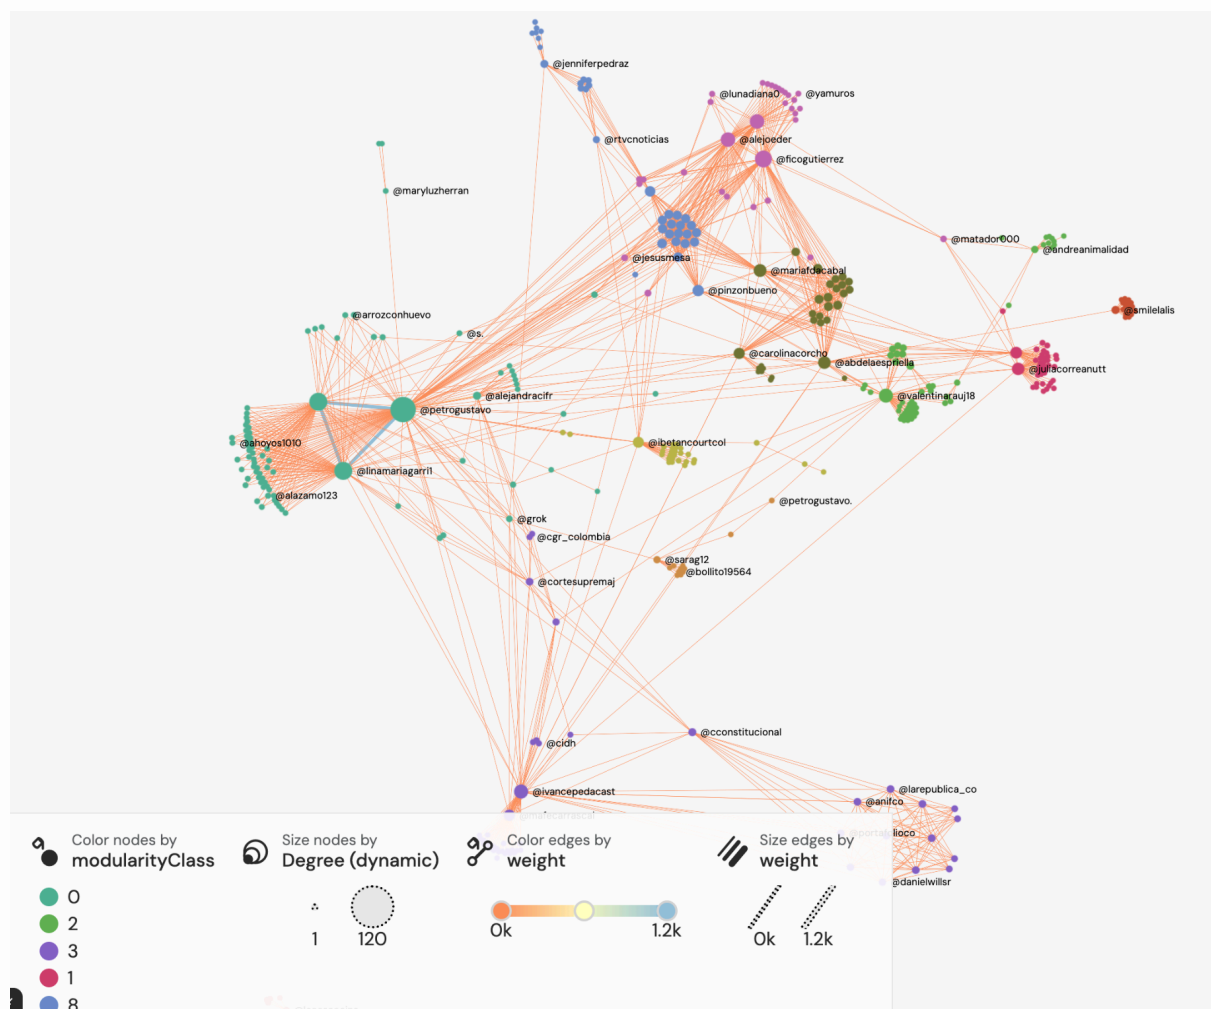 @jenniferpedraz
@lunadiana0
@yamuros
@rtvcnoticias
@alejoeder
@ficogutierrez
@maryluzherran
@matador000
@andreanimalidad
@jesusmesa
@mariafdacabal
@pinzonbueno
@smilelalis
@arrozconhuevo
@s.
@carolinacorcho
@abdelaespriella
@juliacorreanutt
@alejandracifr
@valentinarauj18
@petrogustavo
@ahoyos1010
@ibetancourtcol
@linamariagarri1
@alazamo123
@petrogustavo.
@grok
@cgr_colombia
@sarag12
@bollito19564
@cortesupremaj
@cconstitucional
@cidh
@ivancepedacast
@larepublica_co
@anifco
@danielwillsr
Color nodes by
modularityClass
Size nodes by
Degree (dynamic)
Color edges by
weight
Size edges by
weight
0
2
3
1
8
1
120
0k
1.2k
0k
1.2k